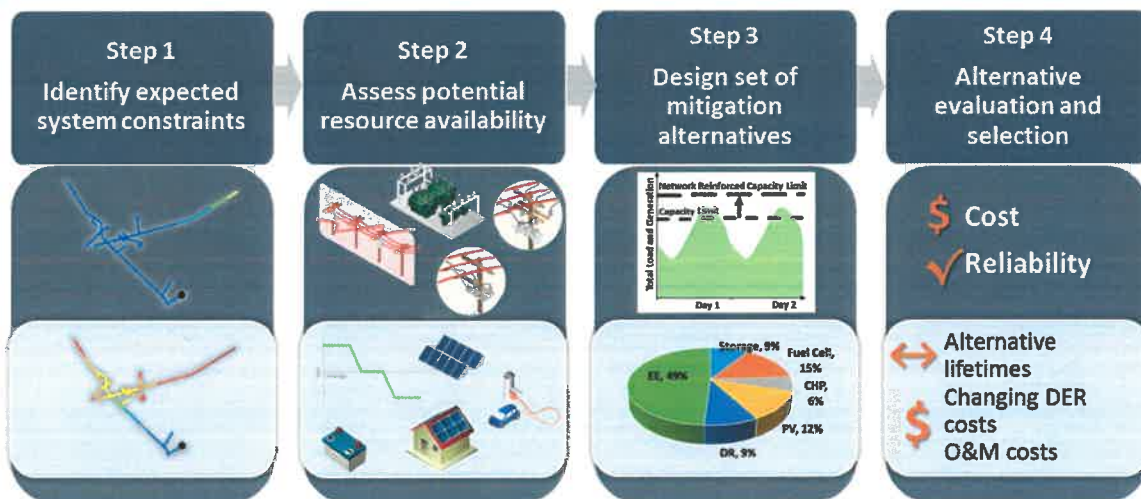 Step 1
Identify expected
system constraints
Step 2
Assess potential
resource availability
Step 3
Design set of
mitigation
alternatives
Step 4
Alternative
evaluation and
selection
Network Reinforced Capacity Limit
Capacity Limit
Total Load and Generation
Day 1
Day 2
$ Cost
Reliability
Storage, 9%
Fuel Cell,
15%
EE, 49%
CHP,
6%
PV, 12%
DR, 9%
Alternative
lifetimes
$ Changing DER
costs
O&M costs